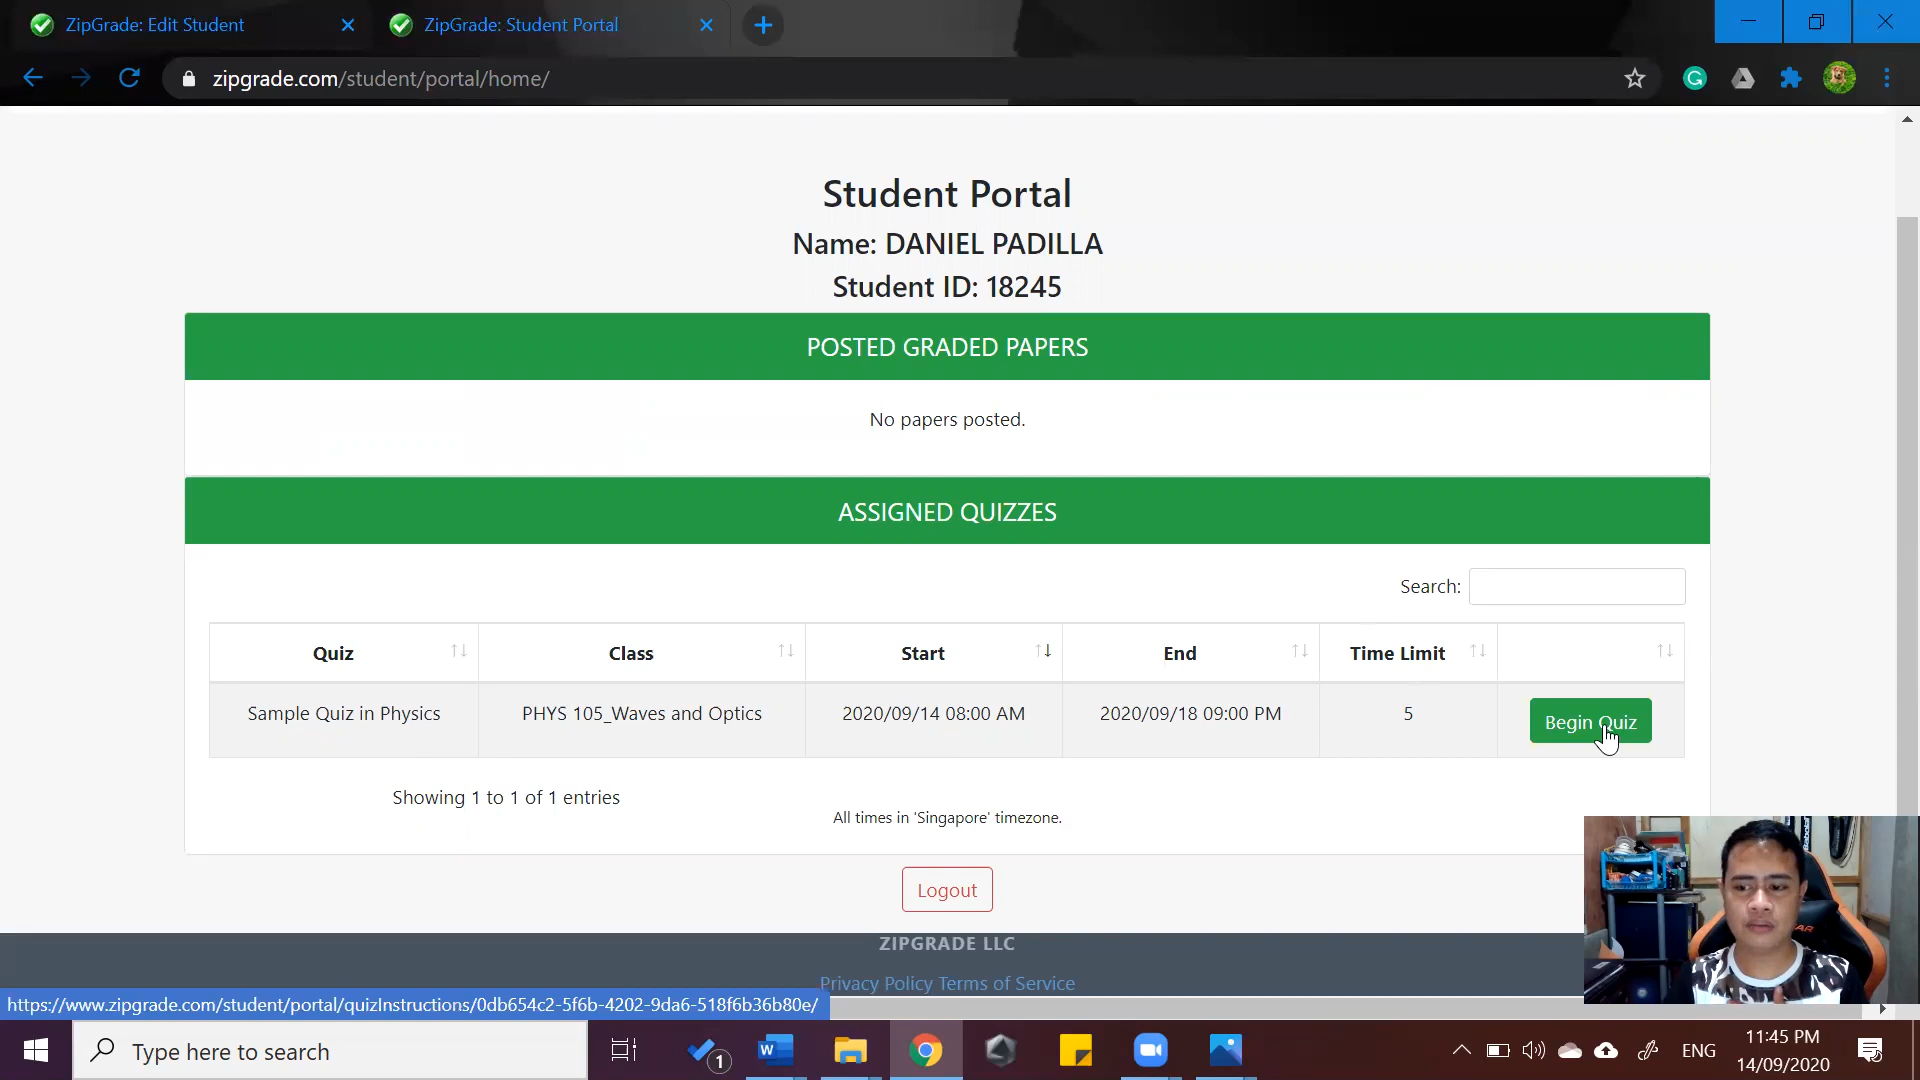 ZipGrade: Edit Student
ZipGrade: Student Portal
zipgrade.com/student/portal/home/
Student Portal
Name: DANIEL PADILLA
Student ID: 18245
POSTED GRADED PAPERS
No papers posted.
ASSIGNED QUIZZES
Search:
Quiz Class Start End Time Limit
Sample Quiz in Physics PHYS 105_Waves and Optics 2020/09/14 08:00 AM 2020/09/18 09:00 PM 5 Begin Quiz
Showing 1 to 1 of 1 entries
All times in 'Singapore' timezone.
Logout
ZIPGRADE LLC
Privacy Policy Terms of Service
https://www.zipgrade.com/student/portal/quizInstructions/0db654c2-5f6b-4202-9da6-518f6b36b80e/
Type here to search
1
W
ENG
11:45 PM
14/09/2020